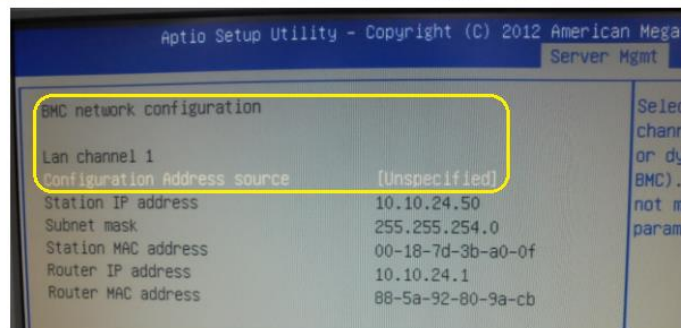 Aptio Setup Utility - Copyright (C) 2012 American Mega
Server Mgmt
BMC network configuration
Lan channel 1
Configuration Address source [Unspecified]
Station IP address 10.10.24.50
Subnet mask 255.255.254.0
Station MAC address 00-18-7d-3b-a0-0f
Router IP address 10.10.24.1
Router MAC address 88-5a-92-80-9a-cb
Selec
chann
or dy
BMC).
not m
param